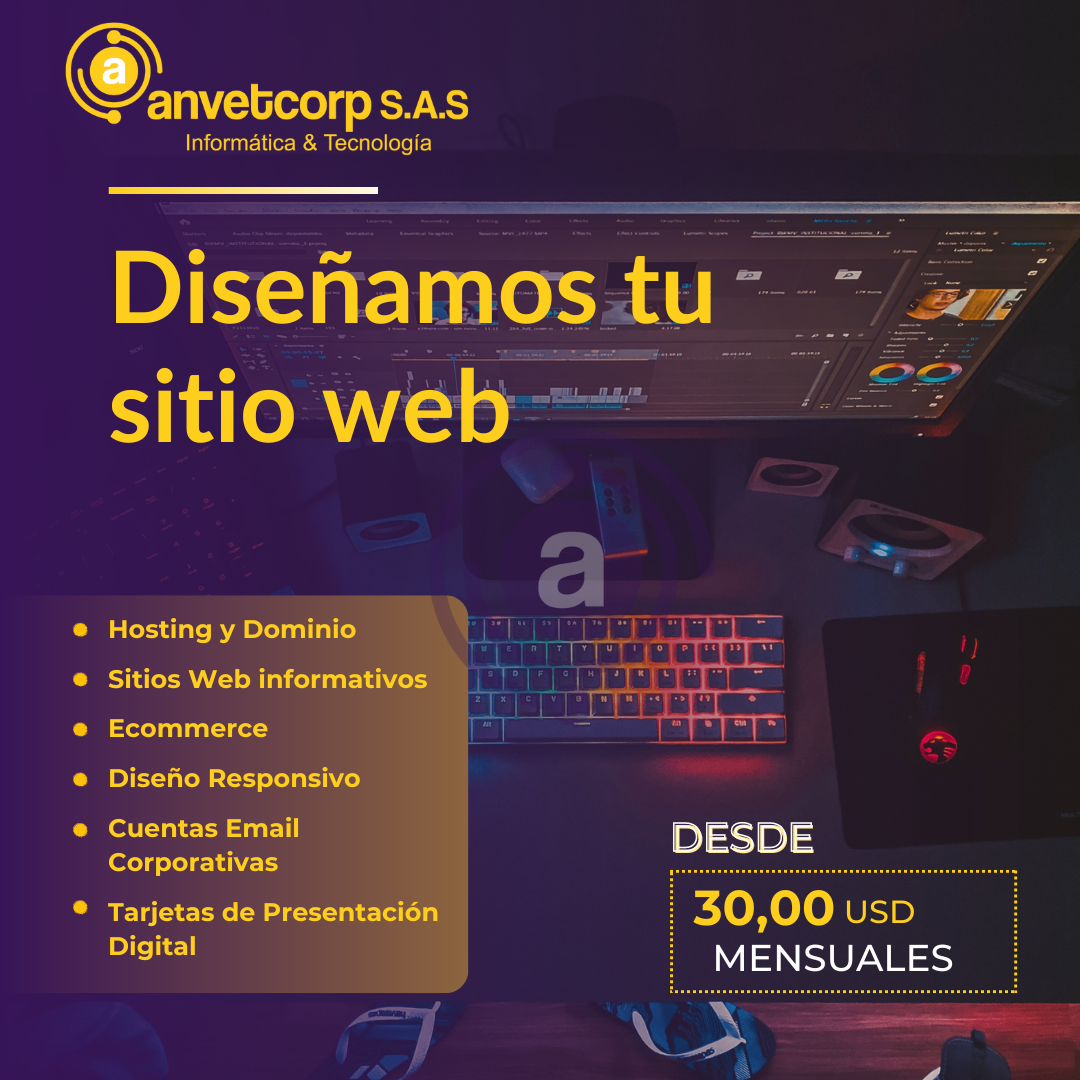 a
anvetcorp S.A.S
Informática & Tecnología
Diseñamos tu
sitio web
a
Hosting y Dominio
Sitios Web informativos
Ecommerce
Diseño Responsivo
Cuentas Email
Corporativas
Tarjetas de Presentación
Digital
DESDE
30,00 USD
MENSUALES